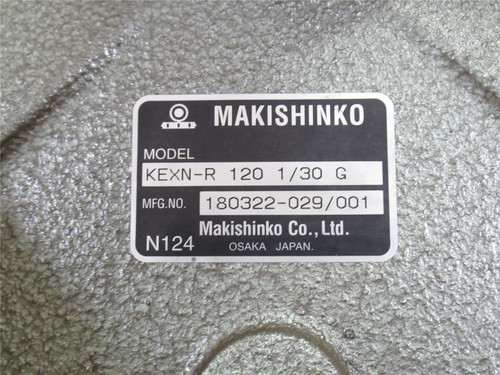 MAKISHINKO
MODEL
KEXN-R 120 1/30 G
MFG.NO. 180322-029/001
Makishinko Co.,Ltd.
N124 OSAKA JAPAN.